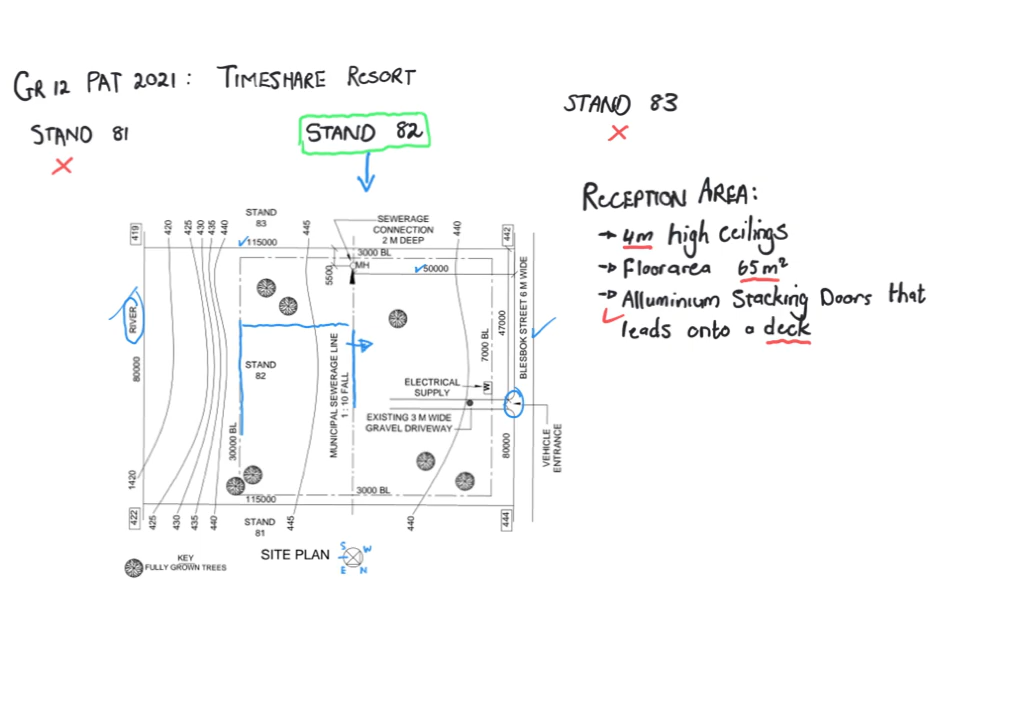 GR 12 PAT 2021: TIMESHARE RESORT
STAND 81
STAND 82
STAND 83
RECEPTION AREA:
4m high ceilings
Floor area 65m²
Alluminium Stacking Doors that
leads onto a deck
419
420
425
430
435
440
STAND
83
115000
445
SEWERAGE
CONNECTION
2 M DEEP
3000 BL
440
442
MH
5500
50000
RIVER
80000
STAND
82
30000 BL
MUNICIPAL SEWERAGE LINE
1 : 10 FALL
7000 BL
47000
BLESBOK STREET 6 M WIDE
ELECTRICAL
SUPPLY
W
EXISTING 3 M WIDE
GRAVEL DRIVEWAY
80000
VEHICLE
ENTRANCE
1420
3000 BL
115000
422
425
430
435
440
STAND
81
445
440
444
SITE PLAN
S
W
E
N
KEY
FULLY GROWN TREES